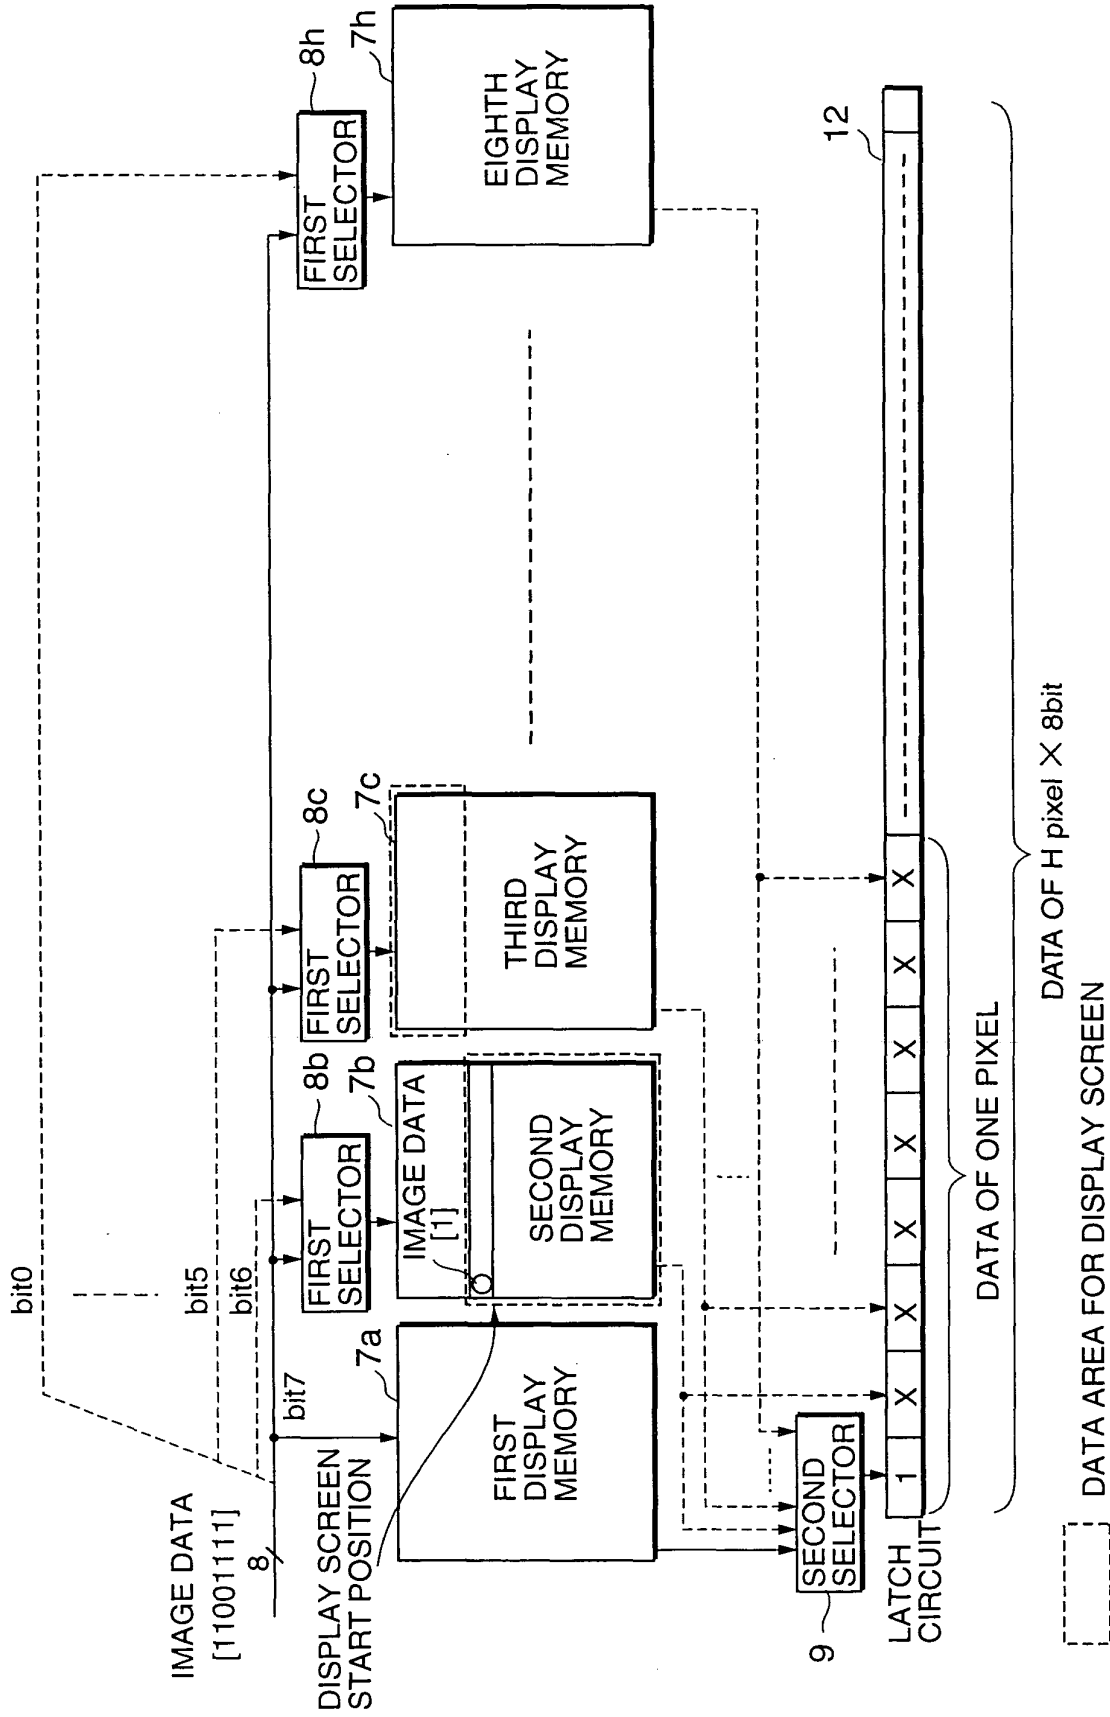 bit0
bit5
bit6
bit7
IMAGE DATA
[11001111]
8
FIRST
SELECTOR
8b
FIRST
SELECTOR
8c
FIRST
SELECTOR
8h
DISPLAY SCREEN
START POSITION
7a
FIRST
DISPLAY
MEMORY
7b
IMAGE DATA
[1]
SECOND
DISPLAY
MEMORY
7c
THIRD
DISPLAY
MEMORY
7h
EIGHTH
DISPLAY
MEMORY
9
SECOND
SELECTOR
12
LATCH
CIRCUIT
1 X X X X X X X
DATA OF ONE PIXEL
DATA OF H pixel X 8bit
DATA AREA FOR DISPLAY SCREEN